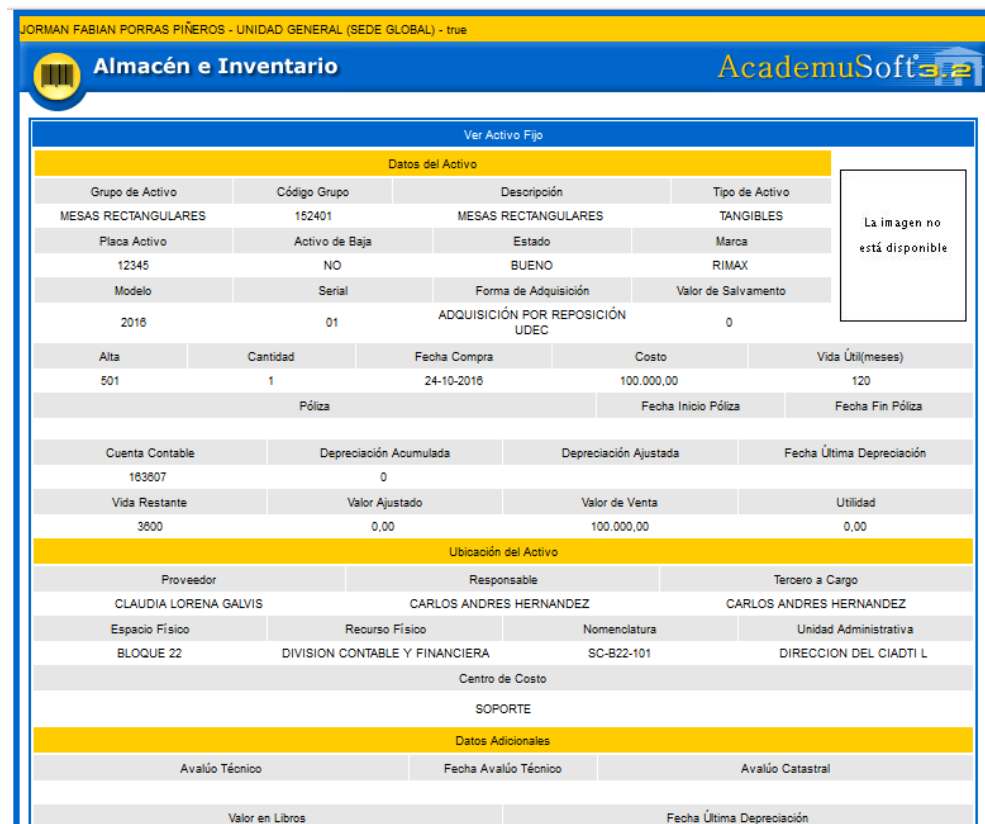 JORMAN FABIAN PORRAS PIÑEROS - UNIDAD GENERAL (SEDE GLOBAL) - true
Almacén e Inventario
AcademuSoft 3.2
Ver Activo Fijo
Datos del Activo
Grupo de Activo Código Grupo Descripción Tipo de Activo
MESAS RECTANGULARES 152401 MESAS RECTANGULARES TANGIBLES
La imagen no
está disponible
Placa Activo Activo de Baja Estado Marca
12345 NO BUENO RIMAX
Modelo Serial Forma de Adquisición Valor de Salvamento
2016 01 ADQUISICIÓN POR REPOSICIÓN UDEC 0
Alta Cantidad Fecha Compra Costo Vida Útil(meses)
501 1 24-10-2016 100.000,00 120
Póliza Fecha Inicio Póliza Fecha Fin Póliza
Cuenta Contable Depreciación Acumulada Depreciación Ajustada Fecha Última Depreciación
163607 0
Vida Restante Valor Ajustado Valor de Venta Utilidad
3600 0,00 100.000,00 0,00
Ubicación del Activo
Proveedor Responsable Tercero a Cargo
CLAUDIA LORENA GALVIS CARLOS ANDRES HERNANDEZ CARLOS ANDRES HERNANDEZ
Espacio Físico Recurso Físico Nomenclatura Unidad Administrativa
BLOQUE 22 DIVISION CONTABLE Y FINANCIERA SC-B22-101 DIRECCION DEL CIADTI L
Centro de Costo
SOPORTE
Datos Adicionales
Avalúo Técnico Fecha Avalúo Técnico Avalúo Catastral
Valor en Libros Fecha Última Depreciación